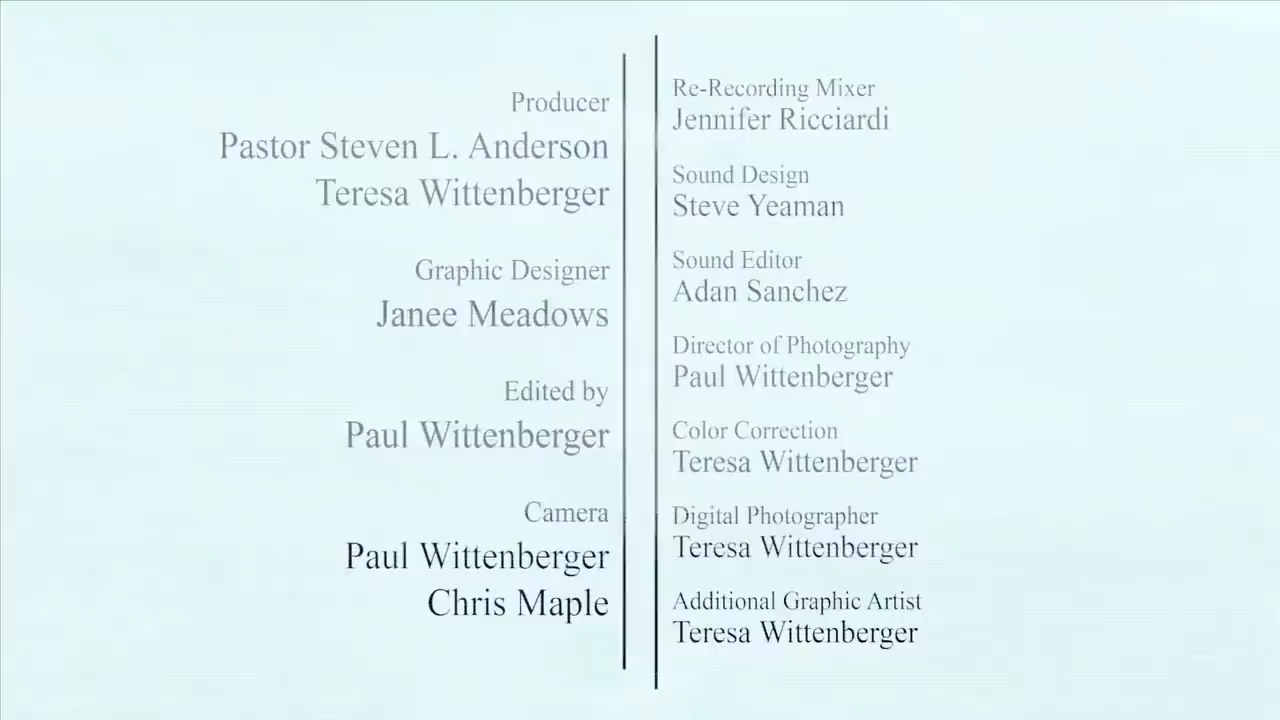 Producer
Pastor Steven L. Anderson
Teresa Wittenberger
Graphic Designer
Janee Meadows
Edited by
Paul Wittenberger
Camera
Paul Wittenberger
Chris Maple
Re-Recording Mixer
Jennifer Ricciardi
Sound Design
Steve Yeaman
Sound Editor
Adan Sanchez
Director of Photography
Paul Wittenberger
Color Correction
Teresa Wittenberger
Digital Photographer
Teresa Wittenberger
Additional Graphic Artist
Teresa Wittenberger